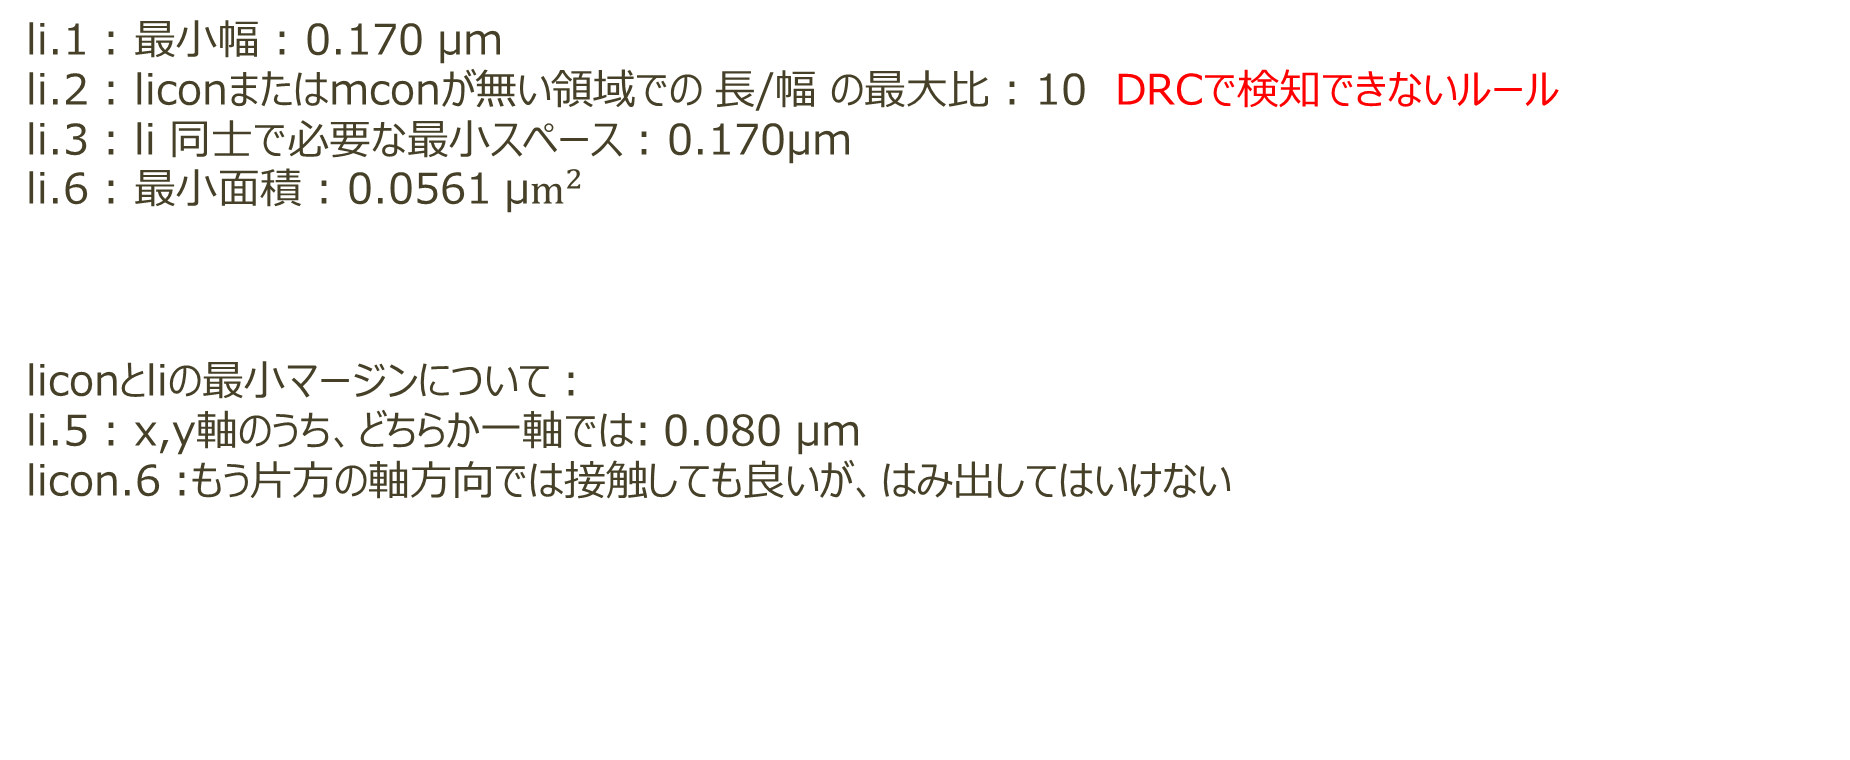 li.1 : 最小幅 : 0.170 μm
li.2 : liconまたはmconが無い領域での 長/幅 の最大比 : 10  DRCで検知できないルール
li.3 : li 同士で必要な最小スペース : 0.170μm
li.6 : 最小面積 : 0.0561 μm²
liconとliの最小マージンについて :
li.5 : x,y軸のうち、どちらか一軸では: 0.080 μm
licon.6 :もう片方の軸方向では接触しても良いが、はみ出してはいけない